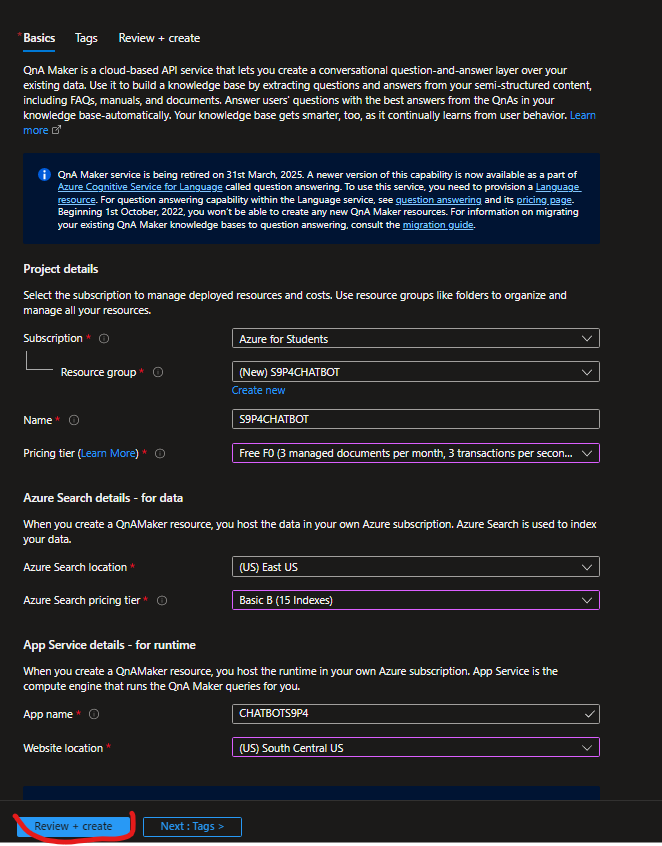 * Basics Tags Review + create
QnA Maker is a cloud-based API service that lets you create a conversational question-and-answer layer over your
existing data. Use it to build a knowledge base by extracting questions and answers from your semi-structured content,
including FAQs, manuals, and documents. Answer users' questions with the best answers from the QnAs in your
knowledge base-automatically. Your knowledge base gets smarter, too, as it continually learns from user behavior. Learn
more
QnA Maker service is being retired on 31st March, 2025. A newer version of this capability is now available as a part of
Azure Cognitive Service for Language called question answering. To use this service, you need to provision a Language
resource. For question answering capability within the Language service, see question answering and its pricing page.
Beginning 1st October, 2022, you won't be able to create any new QnA Maker resources. For information on migrating
your existing QnA Maker knowledge bases to question answering, consult the migration guide.
Project details
Select the subscription to manage deployed resources and costs. Use resource groups like folders to organize and
manage all your resources.
Subscription * Azure for Students
Resource group * (New) S9P4CHATBOT
Create new
Name * S9P4CHATBOT
Pricing tier (Learn More) * Free F0 (3 managed documents per month, 3 transactions per secon...
Azure Search details - for data
When you create a QnAMaker resource, you host the data in your own Azure subscription. Azure Search is used to index
your data.
Azure Search location * (US) East US
Azure Search pricing tier * Basic B (15 Indexes)
App Service details - for runtime
When you create a QnAMaker resource, you host the runtime in your own Azure subscription. App Service is the
compute engine that runs the QnA Maker queries for you.
App name * CHATBOTS9P4
Website location * (US) South Central US
Review + create Next : Tags >